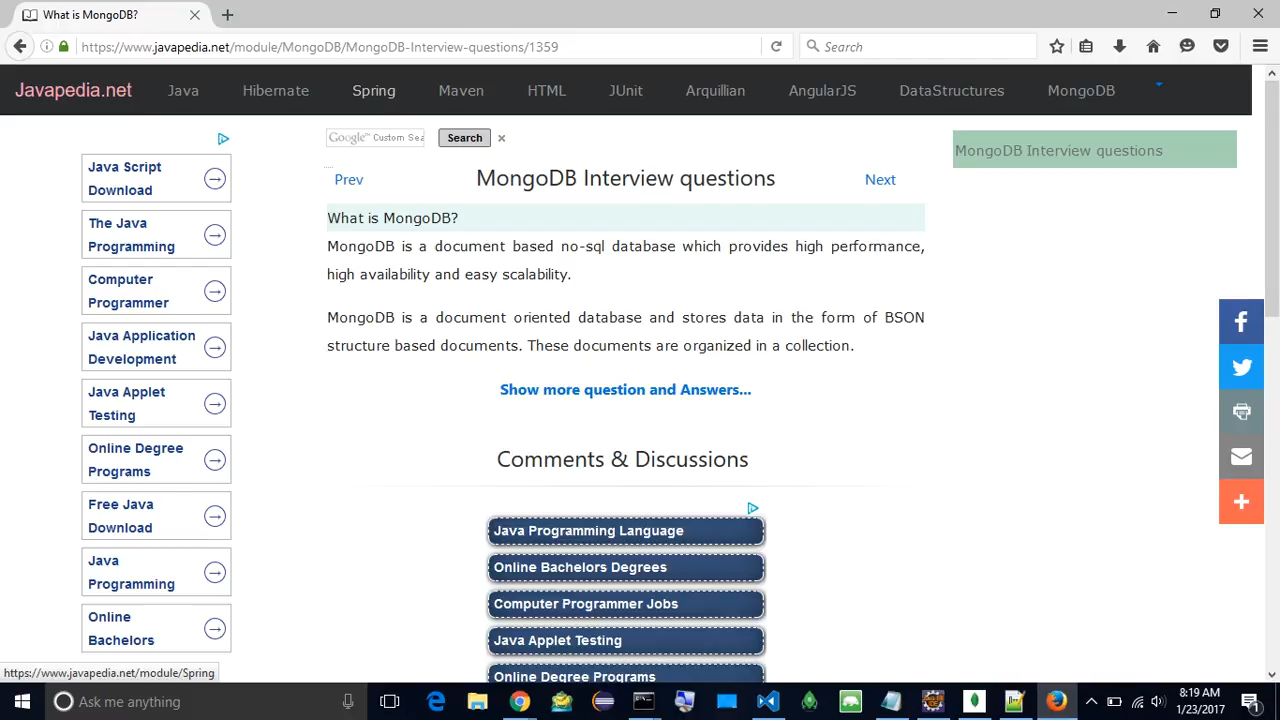 What is MongoDB?
https://www.javapedia.net/module/MongoDB/MongoDB-Interview-questions/1359
Search
Javapedia.net
Java
Hibernate
Spring
Maven
HTML
JUnit
Arquillian
AngularJS
DataStructures
MongoDB
Google™ Custom Sea
Search
Prev
MongoDB Interview questions
Next
MongoDB Interview questions
What is MongoDB?
MongoDB is a document based no-sql database which provides high performance,
high availability and easy scalability.
MongoDB is a document oriented database and stores data in the form of BSON
structure based documents. These documents are organized in a collection.
Show more question and Answers...
Comments & Discussions
Java Programming Language
Online Bachelors Degrees
Computer Programmer Jobs
Java Applet Testing
Online Degree Programs
Java Script
Download
The Java
Programming
Computer
Programmer
Java Application
Development
Java Applet
Testing
Online Degree
Programs
Free Java
Download
Java
Programming
Online
Bachelors
https://www.javapedia.net/module/Spring
Ask me anything
8:19 AM
1/23/2017
1